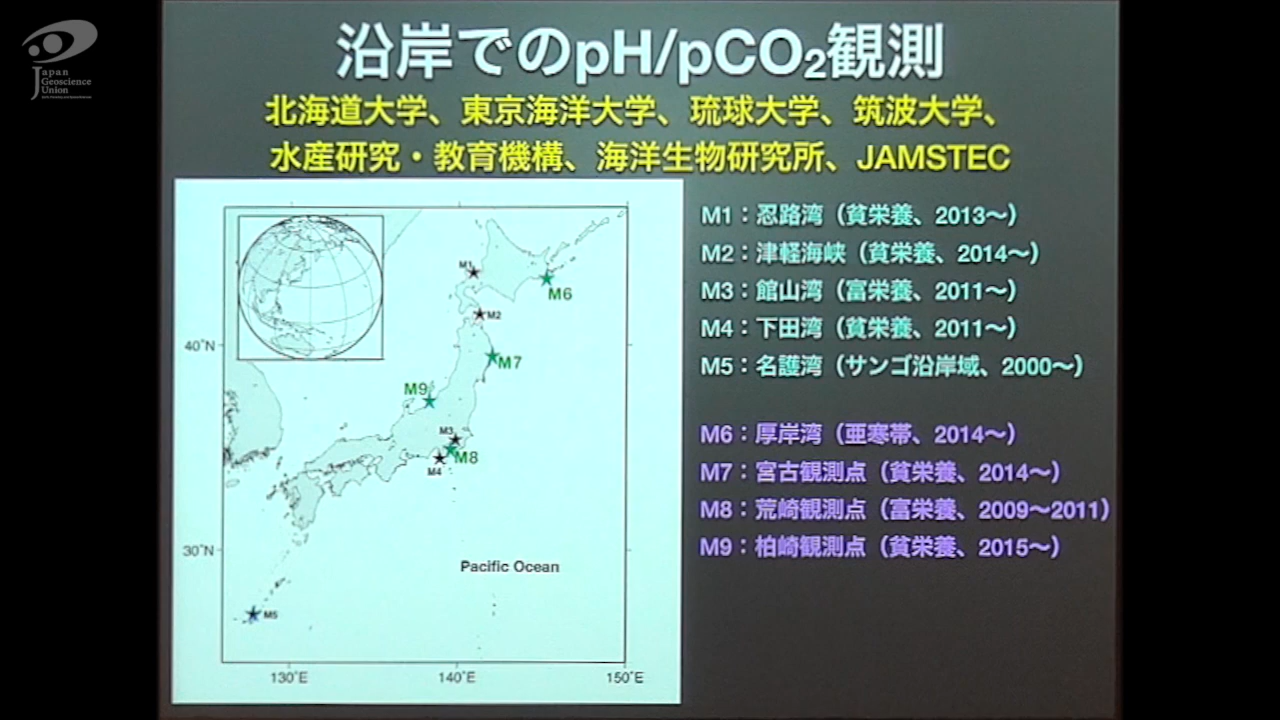 Japan
Geoscience
Union
沿岸でのpH/pCO₂観測
北海道大学、東京海洋大学、琉球大学、筑波大学、
水産研究・教育機構、海洋生物研究所、JAMSTEC
M1：忍路湾（貧栄養、2013〜）
M2：津軽海峡（貧栄養、2014〜）
M3：館山湾（富栄養、2011〜）
M4：下田湾（貧栄養、2011〜）
M5：名護湾（サンゴ沿岸域、2000〜）
M6：厚岸湾（亜寒帯、2014〜）
M7：宮古観測点（貧栄養、2014〜）
M8：荒崎観測点（富栄養、2009〜2011）
M9：柏崎観測点（貧栄養、2015〜）
M1
M6
M2
40°N
M7
M9
M3
M8
M4
30°N
Pacific Ocean
M5
130°E
140°E
150°E